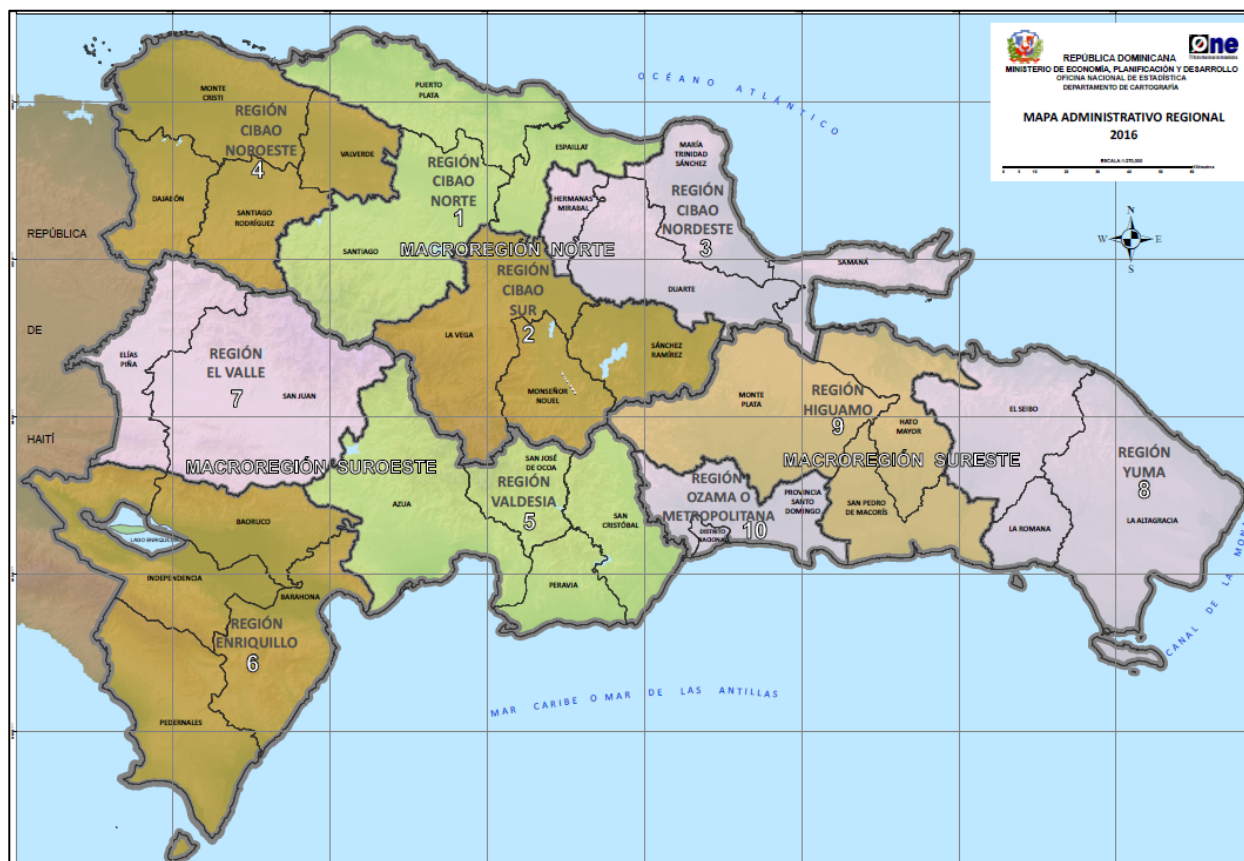 REPÚBLICA DOMINICANA
MINISTERIO DE ECONOMÍA, PLANIFICACIÓN Y DESARROLLO
OFICINA NACIONAL DE ESTADÍSTICA
DEPARTAMENTO DE CARTOGRAFÍA
One
MAPA ADMINISTRATIVO REGIONAL
2016
N
W E
S
OCÉANO ATLÁNTICO
MONTE
CRISTI
REGIÓN
CIBAO
NOROESTE
4
VALVERDE
DAJABÓN
SANTIAGO
RODRÍGUEZ
PUERTO
PLATA
REGIÓN
CIBAO
NORTE
1
ESPAILLAT
SANTIAGO
MACROREGIÓN NORTE
MARÍA
TRINIDAD
SÁNCHEZ
HERMANAS
MIRABAL
REGIÓN
CIBAO
NORDESTE
3
DUARTE
SAMANÁ
REPÚBLICA
DE
HAITÍ
REGIÓN
CIBAO
SUR
2
LA VEGA
SÁNCHEZ
RAMÍREZ
MONSEÑOR
NOUEL
ELÍAS
PIÑA
REGIÓN
EL VALLE
7
SAN JUAN
MACROREGIÓN SUROESTE
MONTE
PLATA
REGIÓN
HIGUAMO
9
HATO
MAYOR
MACROREGIÓN SURESTE
SAN PEDRO
DE MACORÍS
EL SEIBO
REGIÓN
YUMA
8
LA ROMANA
LA ALTAGRACIA
AZUA
SAN JOSÉ
DE OCOA
REGIÓN
VALDESIA
5
SAN
CRISTÓBAL
PERAVIA
REGIÓN
OZAMA O
METROPOLITANA
10
PROVINCIA
SANTO
DOMINGO
DISTRITO
NACIONAL
BAORUCO
LAGO ENRIQUILLO
INDEPENDENCIA
BARAHONA
REGIÓN
ENRIQUILLO
6
PEDERNALES
MAR CARIBE O MAR DE LAS ANTILLAS
CANAL DE LA MONA